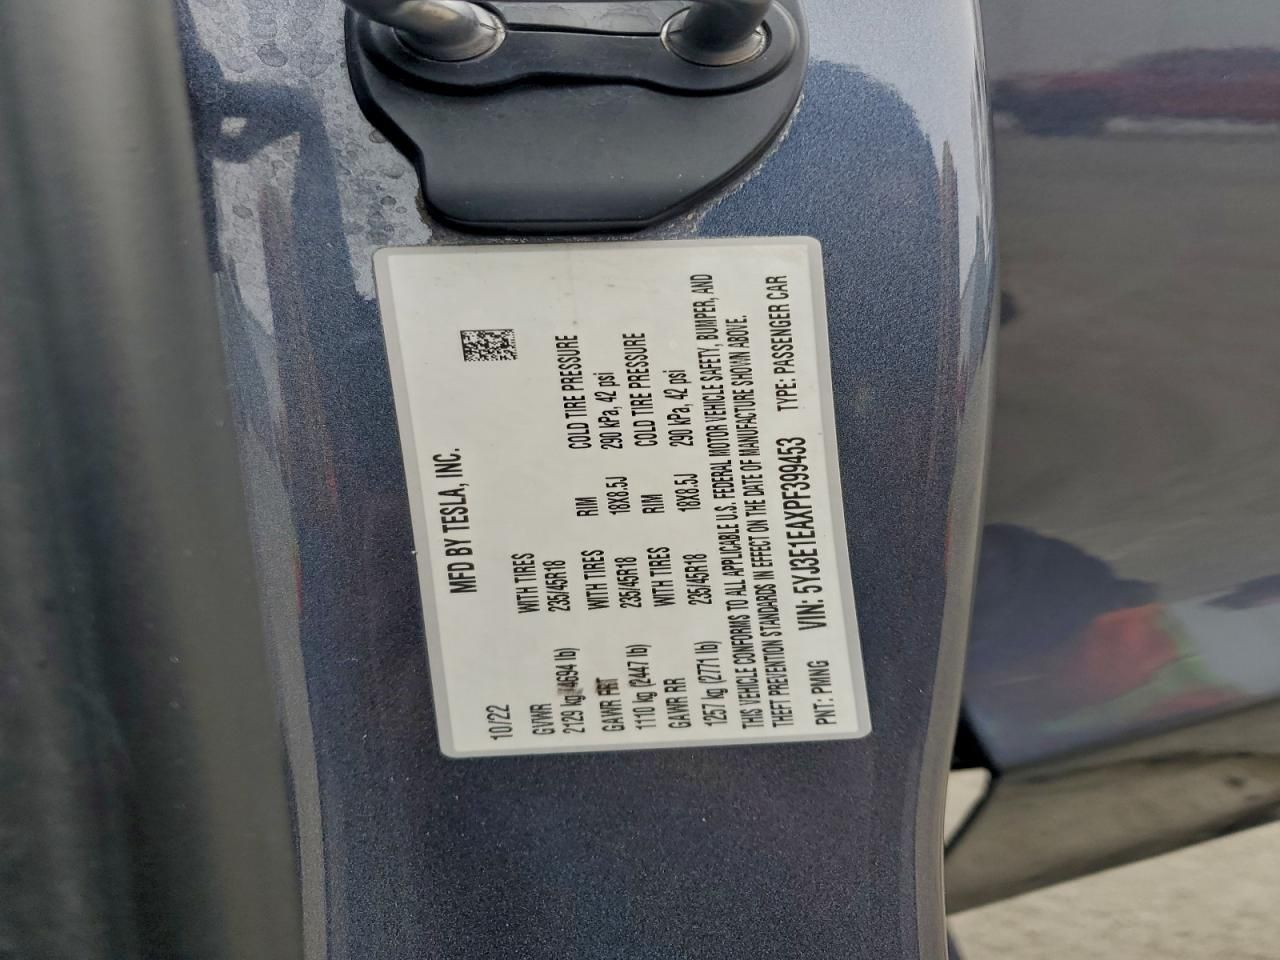 MFD BY TESLA, INC.
10/22
GVWR WITH TIRES RIM COLD TIRE PRESSURE
2129 kg (4694 lb) 235/45R18 18X8.5J 290 kPa, 42 psi
GAWR FRT WITH TIRES RIM COLD TIRE PRESSURE
1110 kg (2447 lb) 235/45R18 18X8.5J 290 kPa, 42 psi
GAWR RR WITH TIRES
1257 kg (2771 lb) 235/45R18
THIS VEHICLE CONFORMS TO ALL APPLICABLE U.S. FEDERAL MOTOR VEHICLE SAFETY, BUMPER, AND
THEFT PREVENTION STANDARDS IN EFFECT ON THE DATE OF MANUFACTURE SHOWN ABOVE.
PNT: PMNG VIN: 5YJ3E1EAXPF399453 TYPE: PASSENGER CAR